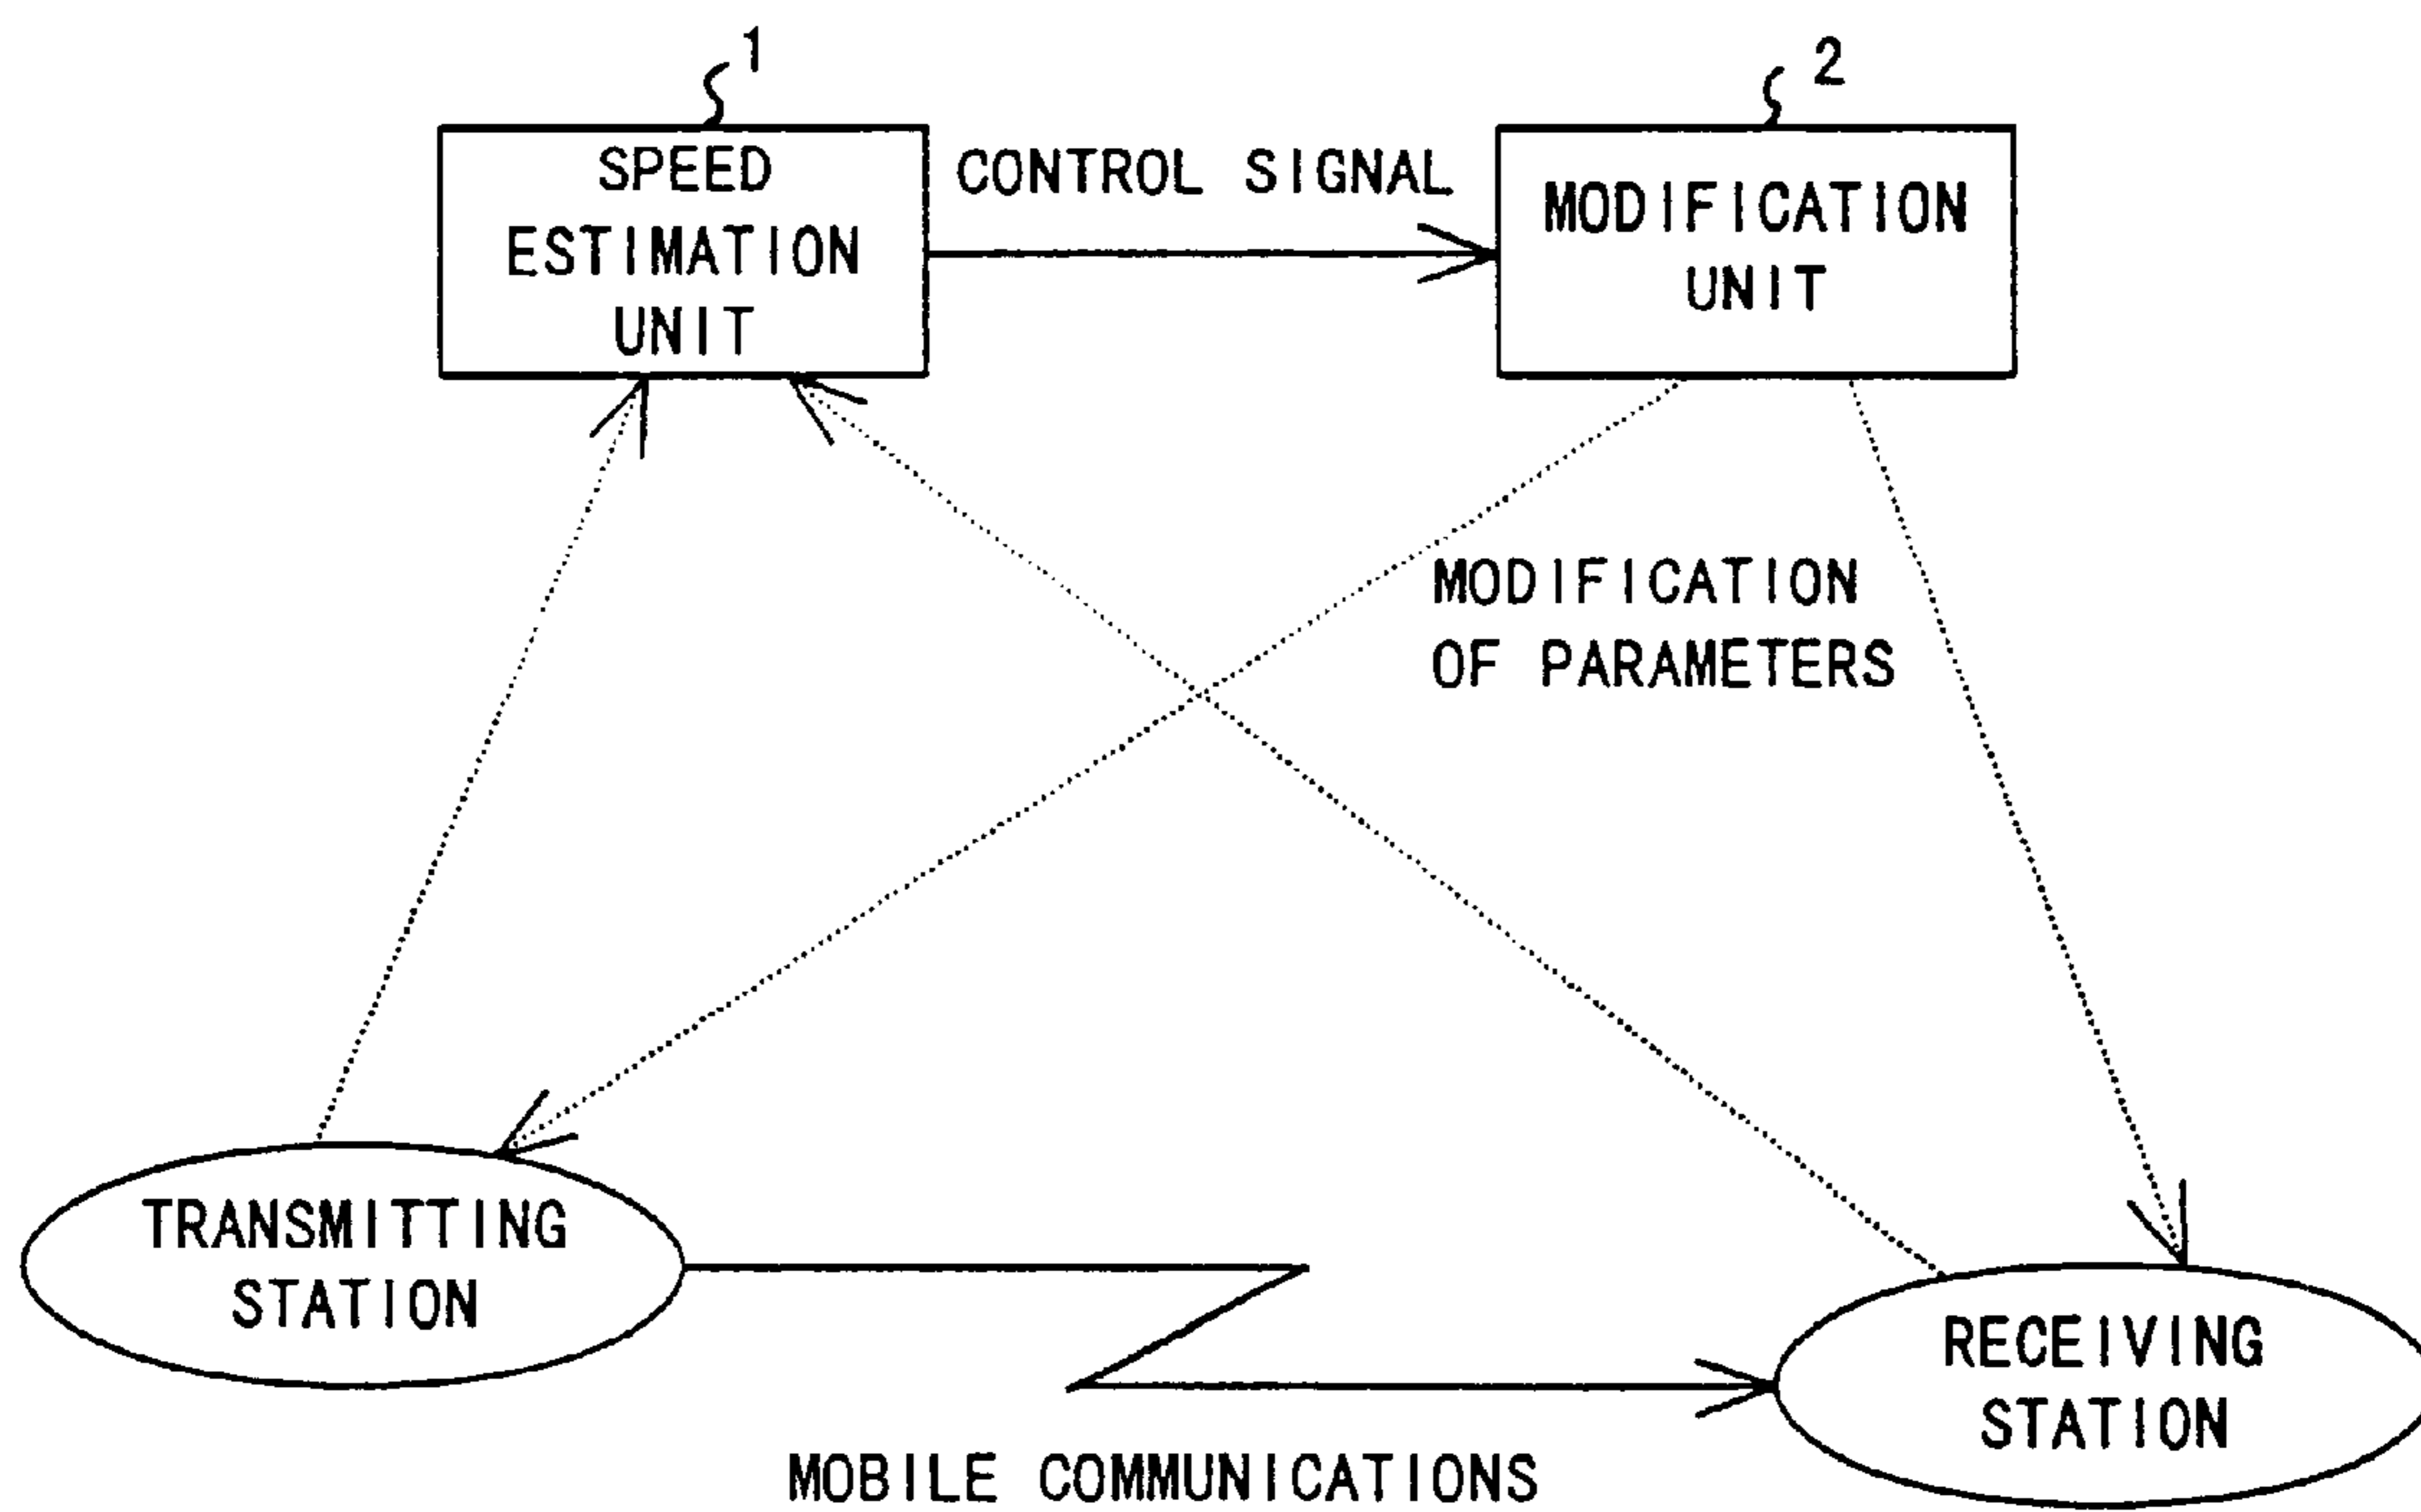 1
2
SPEED
ESTIMATION
UNIT
CONTROL SIGNAL
MODIFICATION
UNIT
MODIFICATION
OF PARAMETERS
TRANSMITTING
STATION
RECEIVING
STATION
MOBILE COMMUNICATIONS